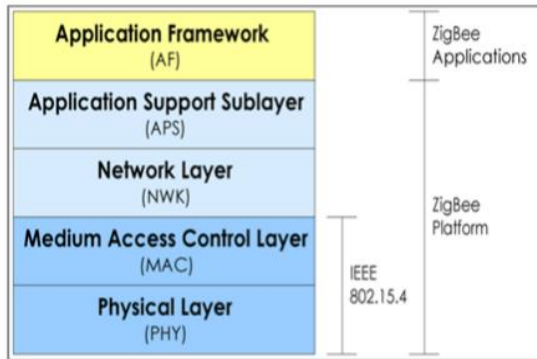 Application Framework
(AF)
ZigBee
Applications
Application Support Sublayer
(APS)
Network Layer
(NWK)
ZigBee
Platform
Medium Access Control Layer
(MAC)
IEEE
802.15.4
Physical Layer
(PHY)